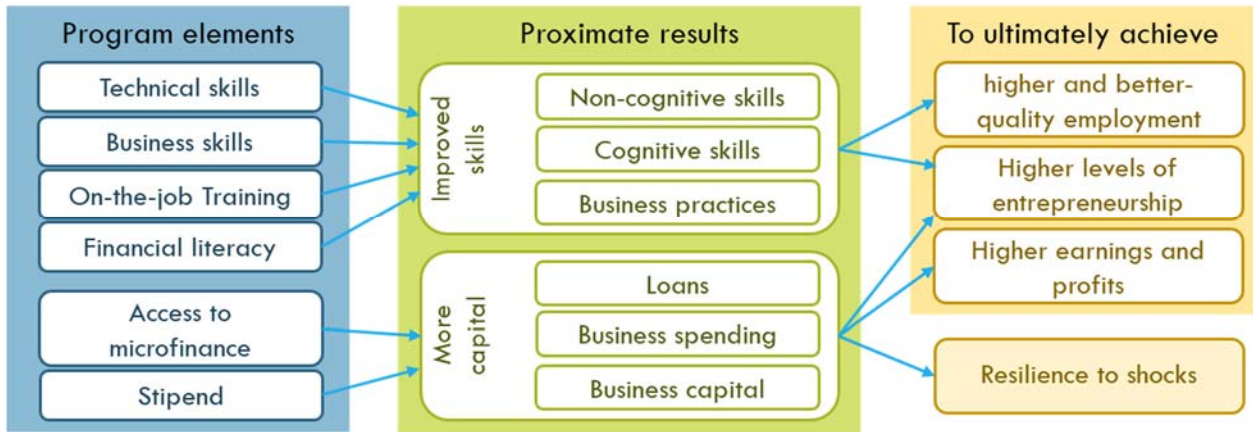 Program elements
Technical skills
Business skills
On-the-job Training
Financial literacy
Access to
microfinance
Stipend
Proximate results
Improved
skills
Non-cognitive skills
Cognitive skills
Business practices
More
capital
Loans
Business spending
Business capital
To ultimately achieve
higher and better-
quality employment
Higher levels of
entrepreneurship
Higher earnings and
profits
Resilience to shocks